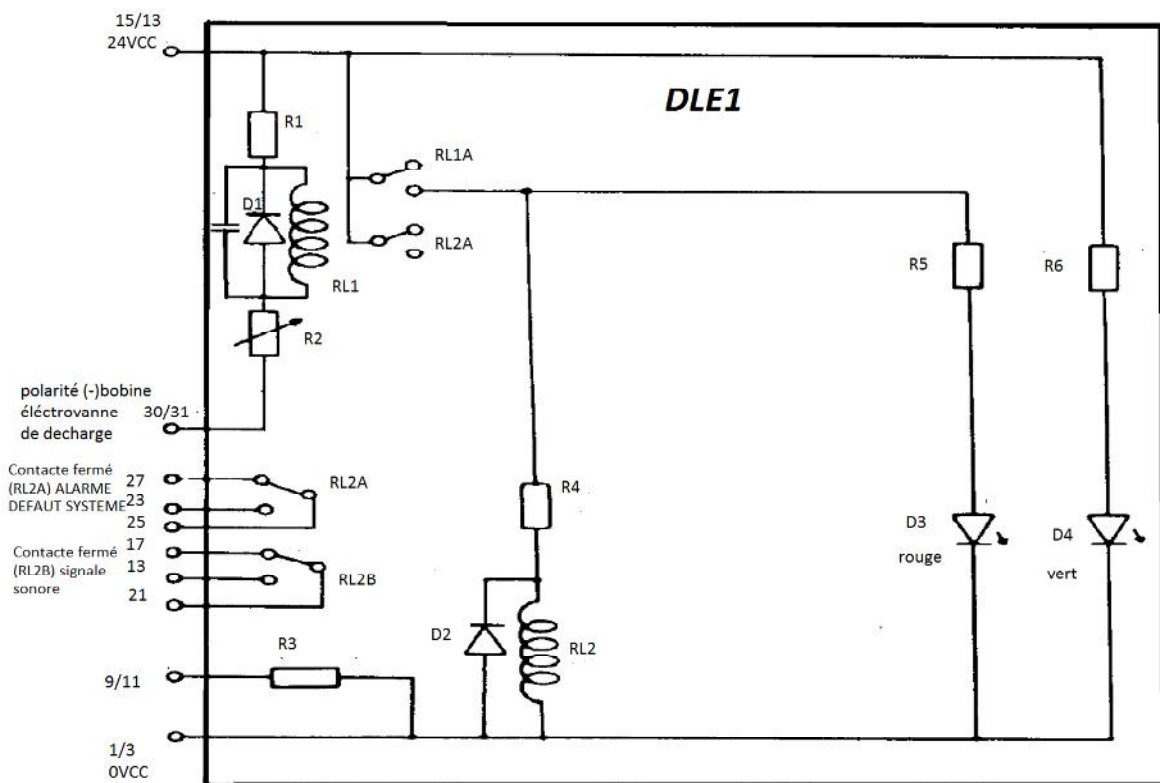 15/13
24VCC
DLE1
R1
RL1A
D1
RL2A
RL1
R5
R6
R2
polarité (-)bobine
éléctrovanne 30/31
de decharge
Contacte fermé
(RL2A) ALARME
DEFAUT SYSTEME
27
23
25
RL2A
R4
D3
rouge
D4
vert
Contacte fermé
(RL2B) signale
sonore
17
13
21
RL2B
D2
RL2
R3
9/11
1/3
0VCC